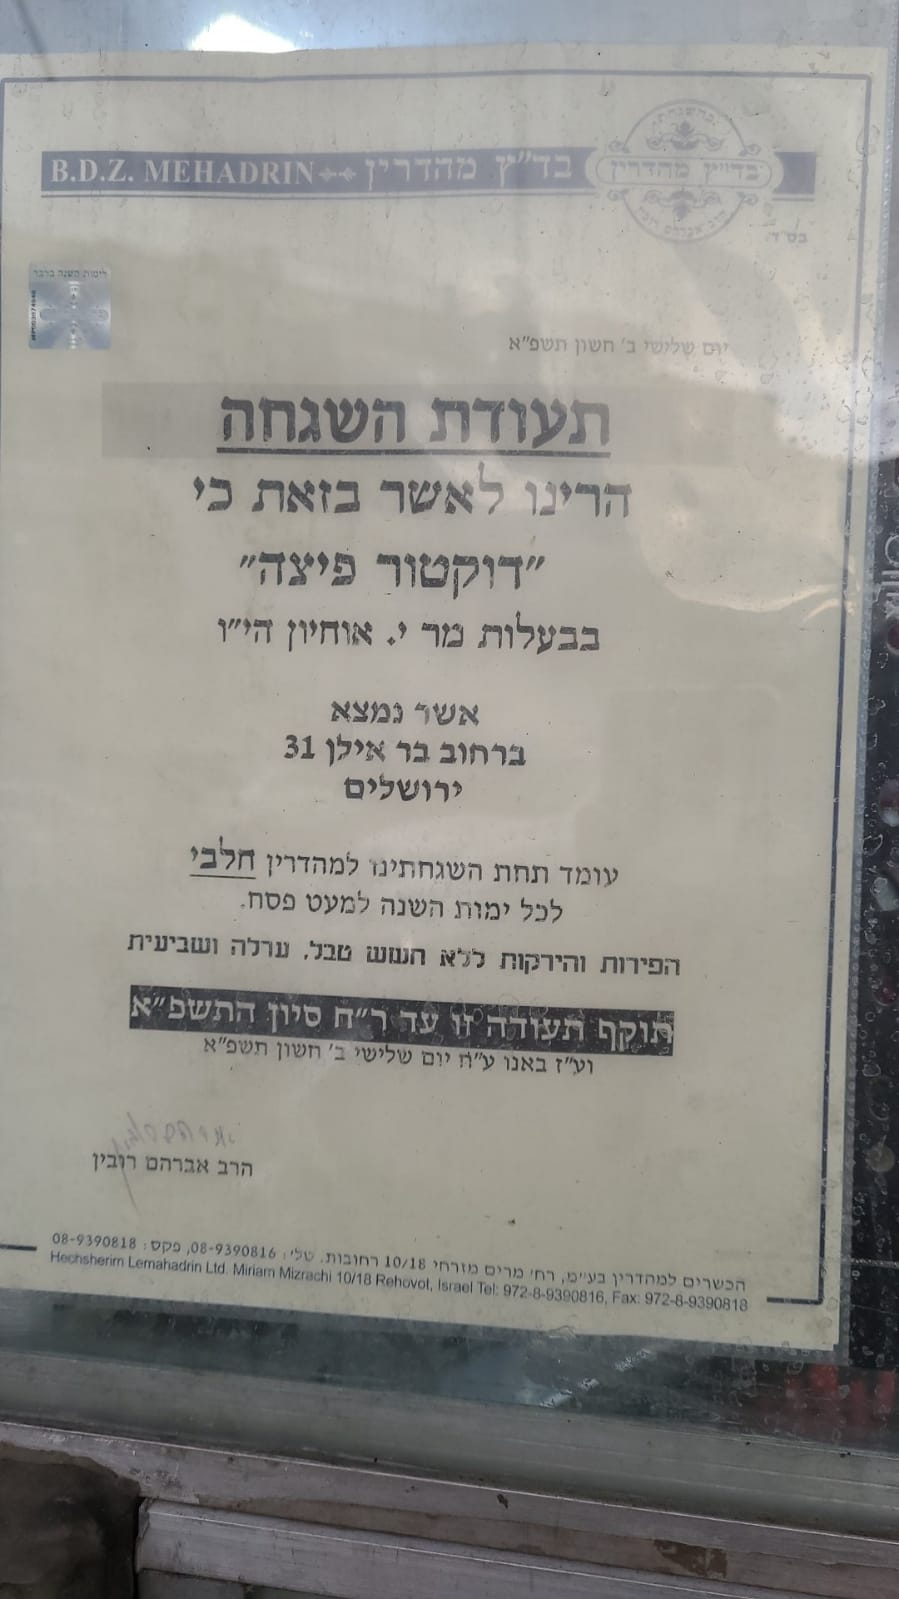 B.D.Z. MEHADRIN בד"ץ מהדרין
בד"ץ מהדרין
בס"ד
לימות השנה בלבד
יום שלישי ב' חשון תשפ"א
תעודת השגחה
הרינו לאשר בזאת כי
"דוקטור פיצה"
בבעלות מר י. אוחיון הי"ו
אשר נמצא
ברחוב בר אילן 31
ירושלים
עומד תחת השגחתינו למהדרין חלבי
לכל ימות השנה למעט פסח.
הפירות והירקות ללא חשש טבל, ערלה ושביעית
תוקף תעודה זו עד ר"ח סיון התשפ"א
וע"ז באנו עה"ח יום שלישי ב' חשון תשפ"א
הרב אברהם רובין
הכשרים למהדרין בע"מ, רח' מרים מזרחי 10/18 רחובות. טל': 08-9390816, פקס: 08-9390818
Hechsherim Lemahadrin Ltd. Miriam Mizrachi 10/18 Rehovot, Israel Tel: 972-8-9390816, Fax: 972-8-9390818